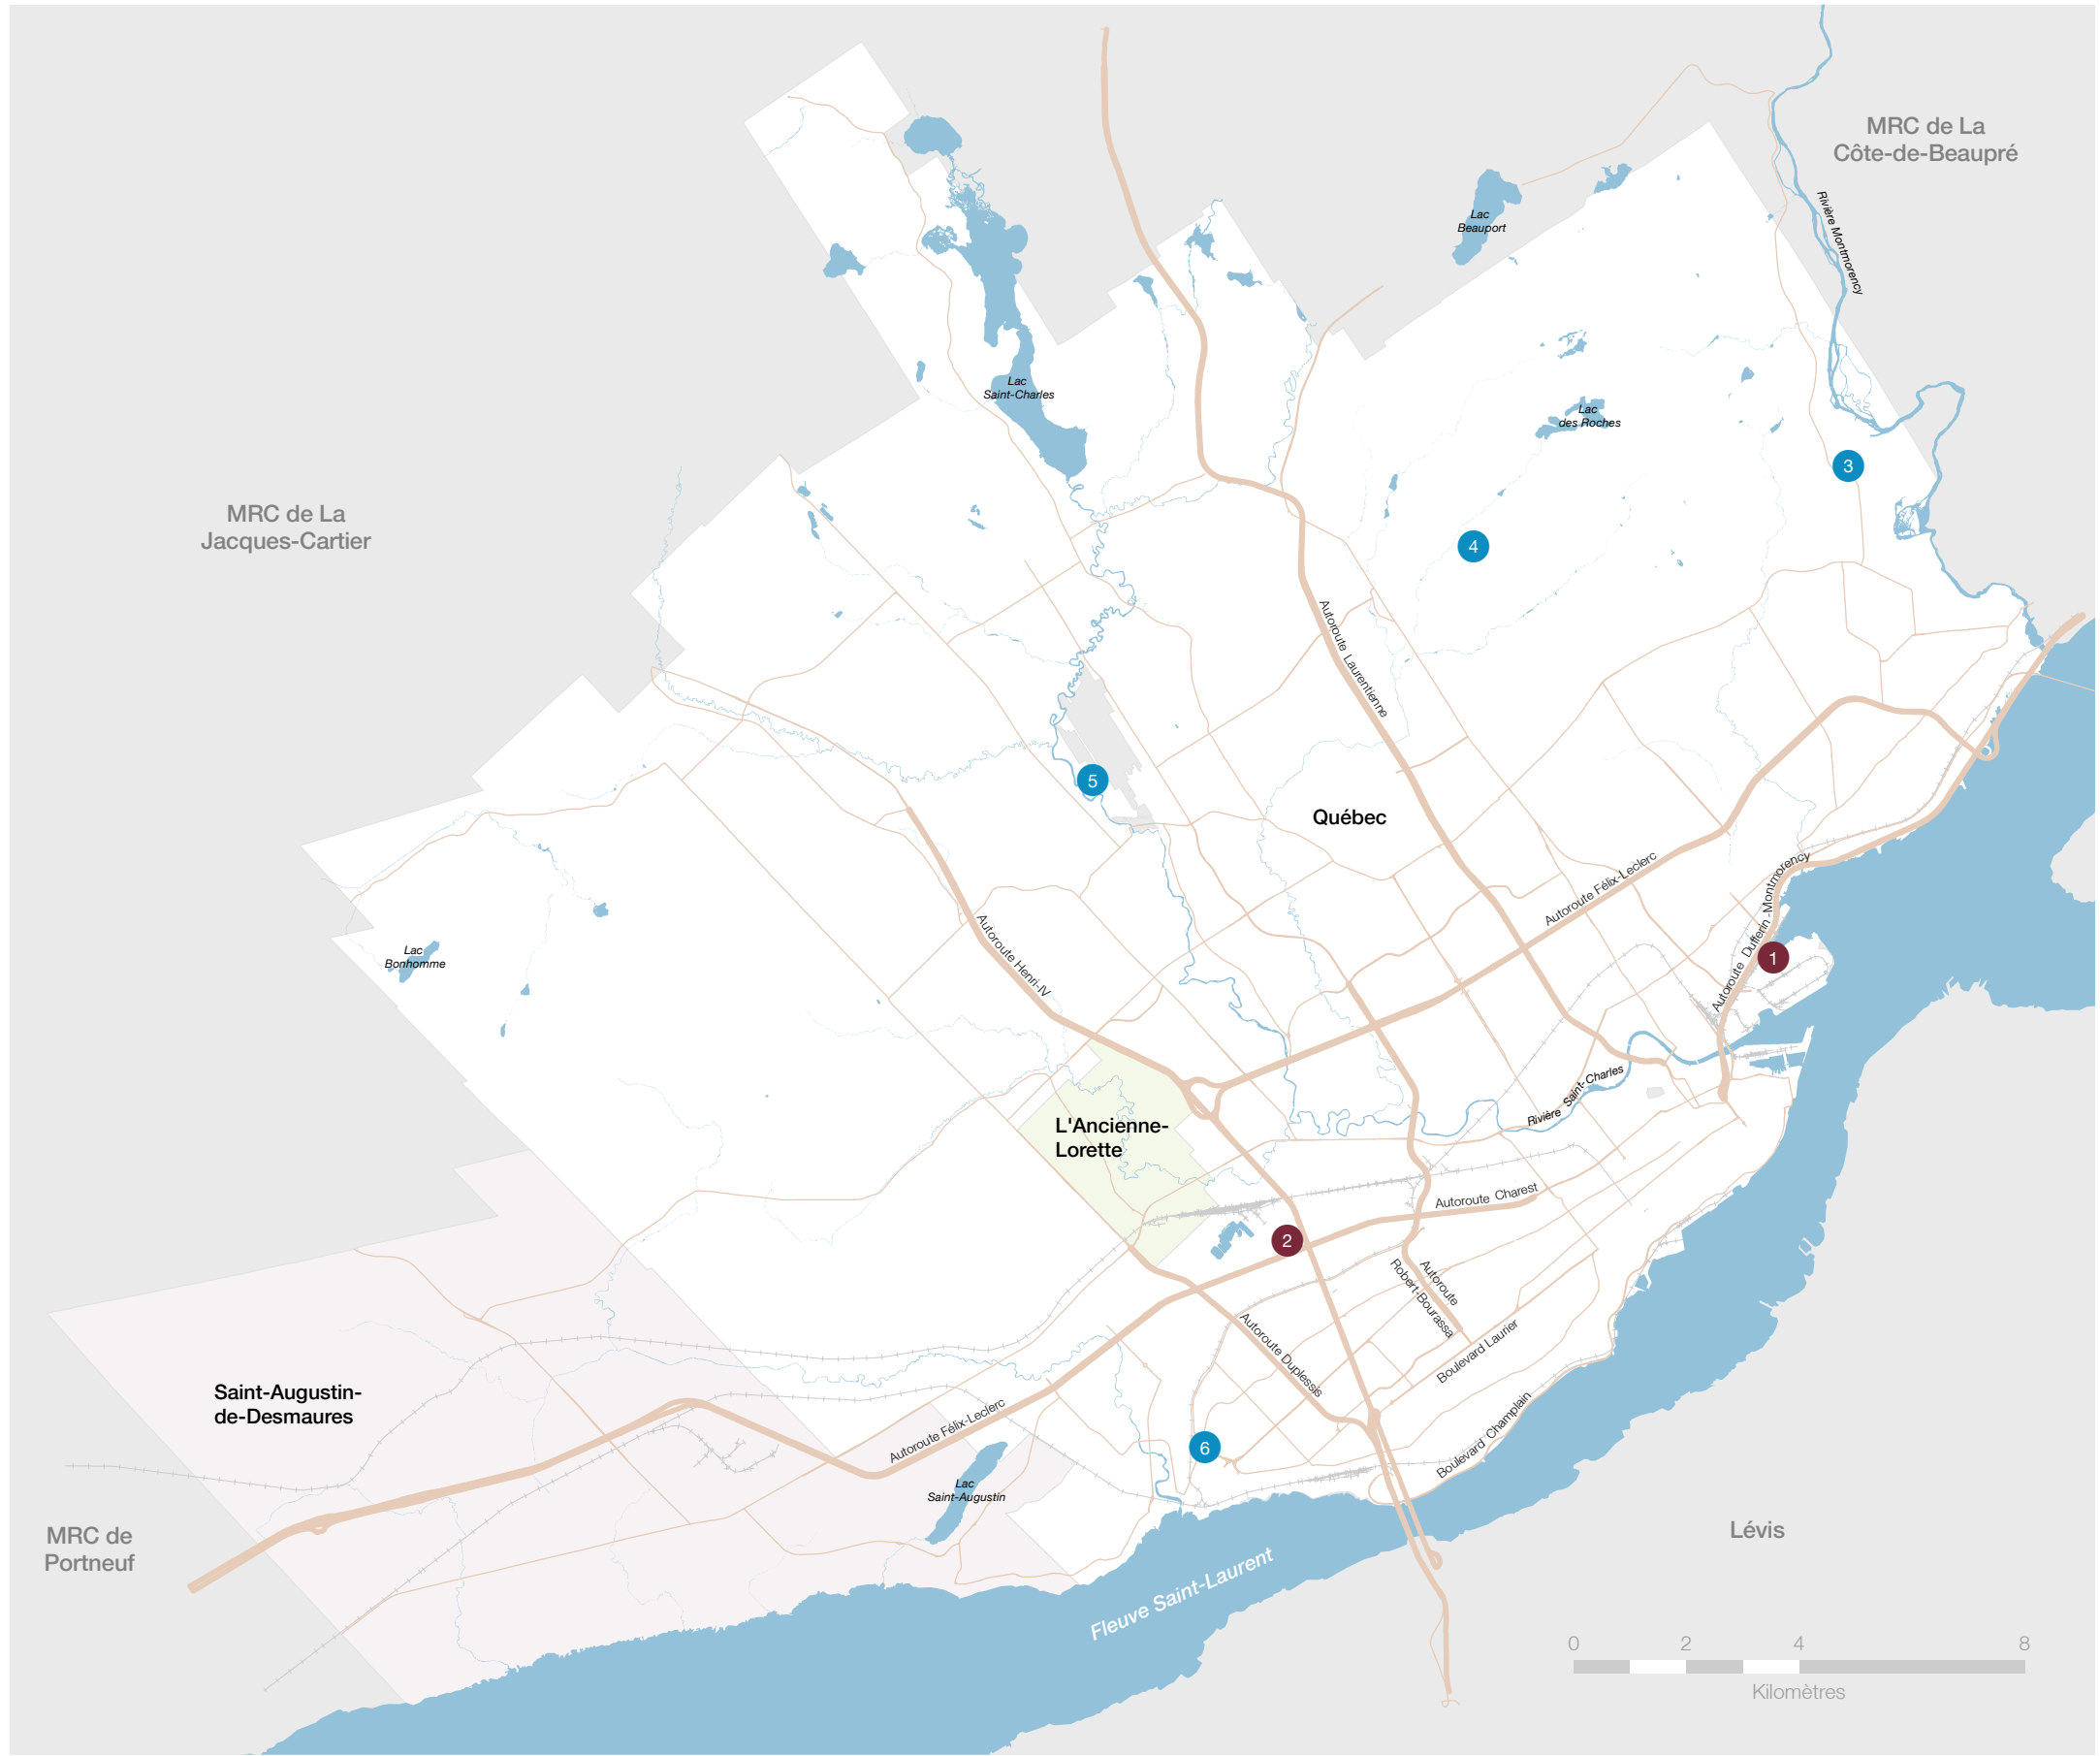 MRC de La
Côte-de-Beaupré
Rivière Montmorency
Lac
Beauport
Lac
Saint-Charles
Lac
des Roches
3
MRC de La
Jacques-Cartier
4
Autoroute Laurentienne
5
Québec
Autoroute Félix-Leclerc
Autoroute Dufferin-Montmorency
Autoroute Henri-IV
Lac
Bonhomme
1
Rivière Saint-Charles
L'Ancienne-
Lorette
Autoroute Charest
2
Autoroute
Robert-Bourassa
Autoroute Duplessis
Boulevard Laurier
Boulevard Champlain
Saint-Augustin-
de-Desmaures
Autoroute Félix-Leclerc
6
Lac
Saint-Augustin
MRC de
Portneuf
Lévis
Fleuve Saint-Laurent
0 2 4 8
Kilomètres